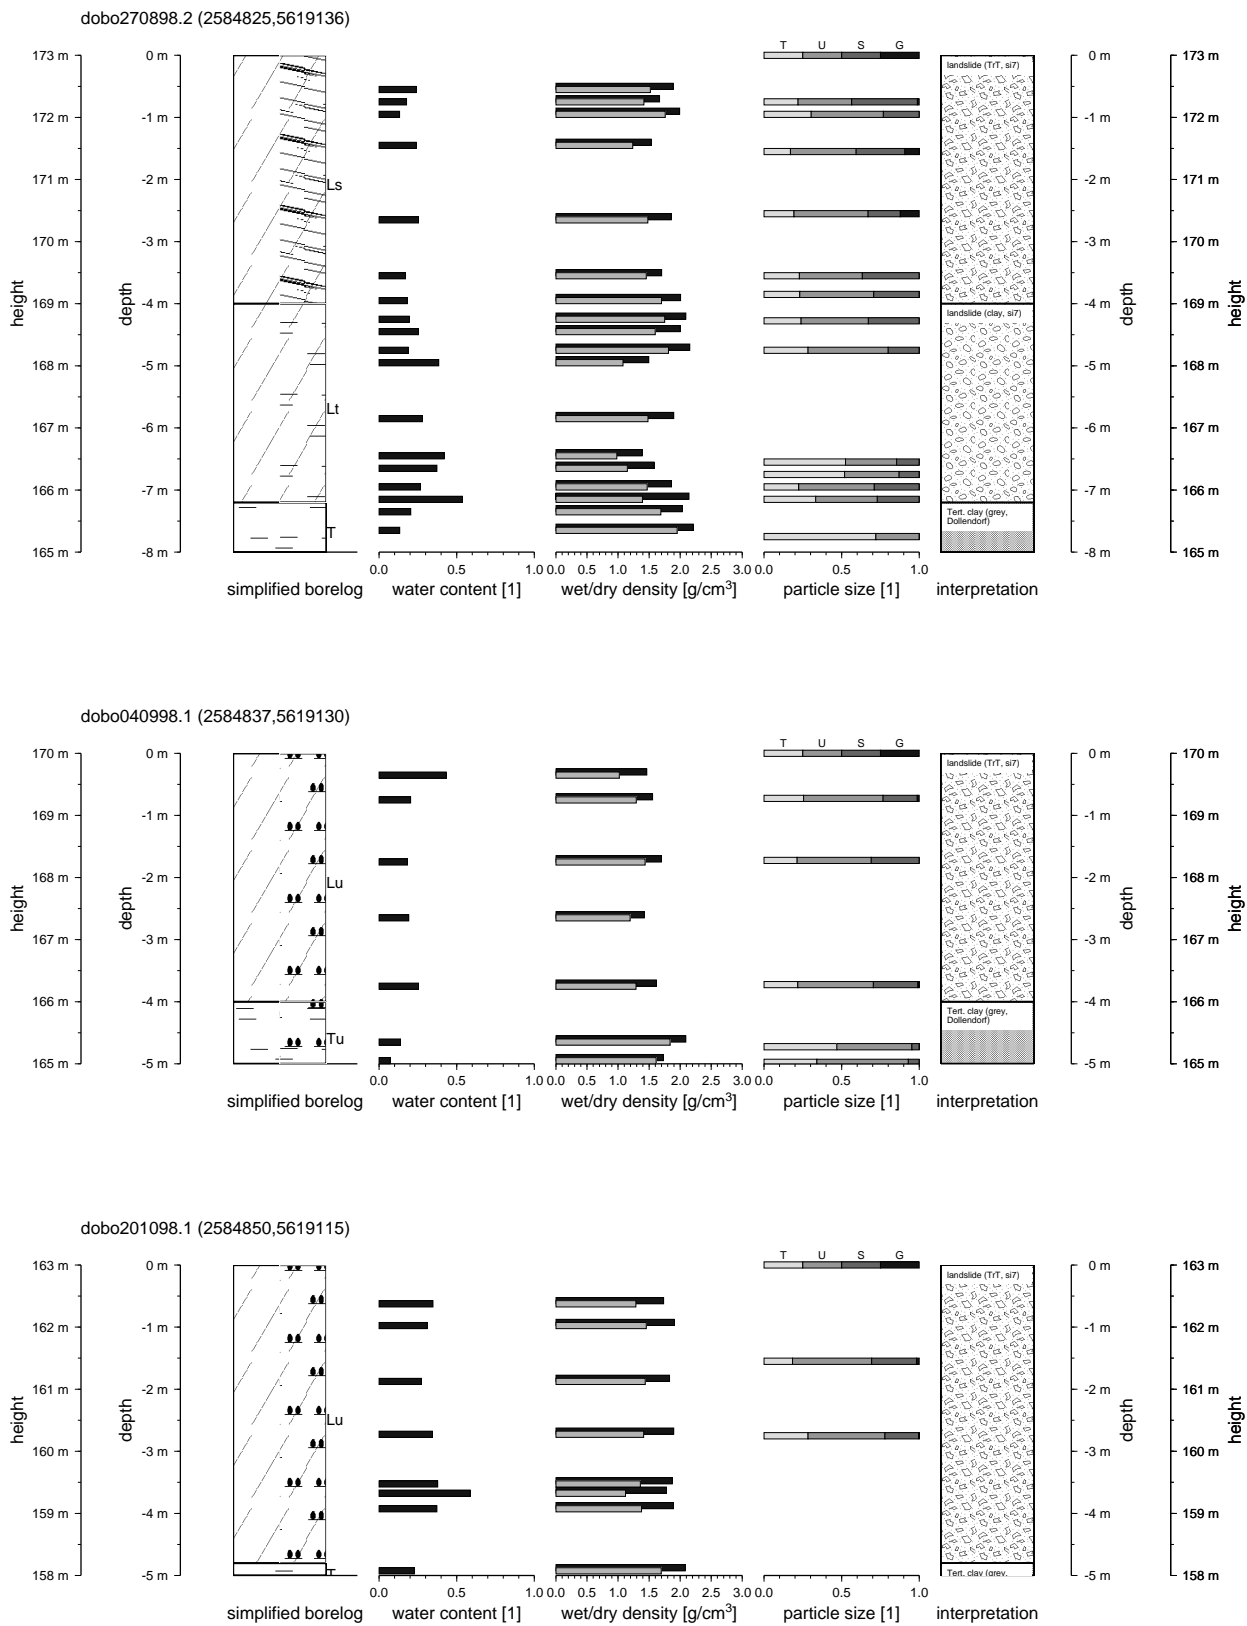 dobo270898.2 (2584825,5619136)
T U S G
173 m 0 m landslide (TrT, si7) 0 m 173 m
172 m -1 m -1 m 172 m
171 m -2 m Ls -2 m 171 m
170 m -3 m -3 m 170 m
height depth depth height
169 m -4 m landslide (clay, si7) -4 m 169 m
168 m -5 m -5 m 168 m
Lt
167 m -6 m -6 m 167 m
166 m -7 m -7 m 166 m
Tert. clay (grey,
Dollendorf)
T
165 m -8 m -8 m 165 m
0.0 0.5 1.0 0.0 0.5 1.0 1.5 2.0 2.5 3.0 0.0 0.5 1.0
simplified borelog water content [1] wet/dry density [g/cm³] particle size [1] interpretation
dobo040998.1 (2584837,5619130)
T U S G
170 m 0 m landslide (TrT, si7) 0 m 170 m
169 m -1 m -1 m 169 m
168 m -2 m Lu -2 m 168 m
height depth depth height
167 m -3 m -3 m 167 m
166 m -4 m -4 m 166 m
Tert. clay (grey,
Dollendorf)
Tu
165 m -5 m -5 m 165 m
0.0 0.5 1.0 0.0 0.5 1.0 1.5 2.0 2.5 3.0 0.0 0.5 1.0
simplified borelog water content [1] wet/dry density [g/cm³] particle size [1] interpretation
dobo201098.1 (2584850,5619115)
T U S G
163 m 0 m landslide (TrT, si7) 0 m 163 m
162 m -1 m -1 m 162 m
161 m -2 m -2 m 161 m
height depth Lu depth height
160 m -3 m -3 m 160 m
159 m -4 m -4 m 159 m
T Tert. clay (grey,
158 m -5 m -5 m 158 m
0.0 0.5 1.0 0.0 0.5 1.0 1.5 2.0 2.5 3.0 0.0 0.5 1.0
simplified borelog water content [1] wet/dry density [g/cm³] particle size [1] interpretation